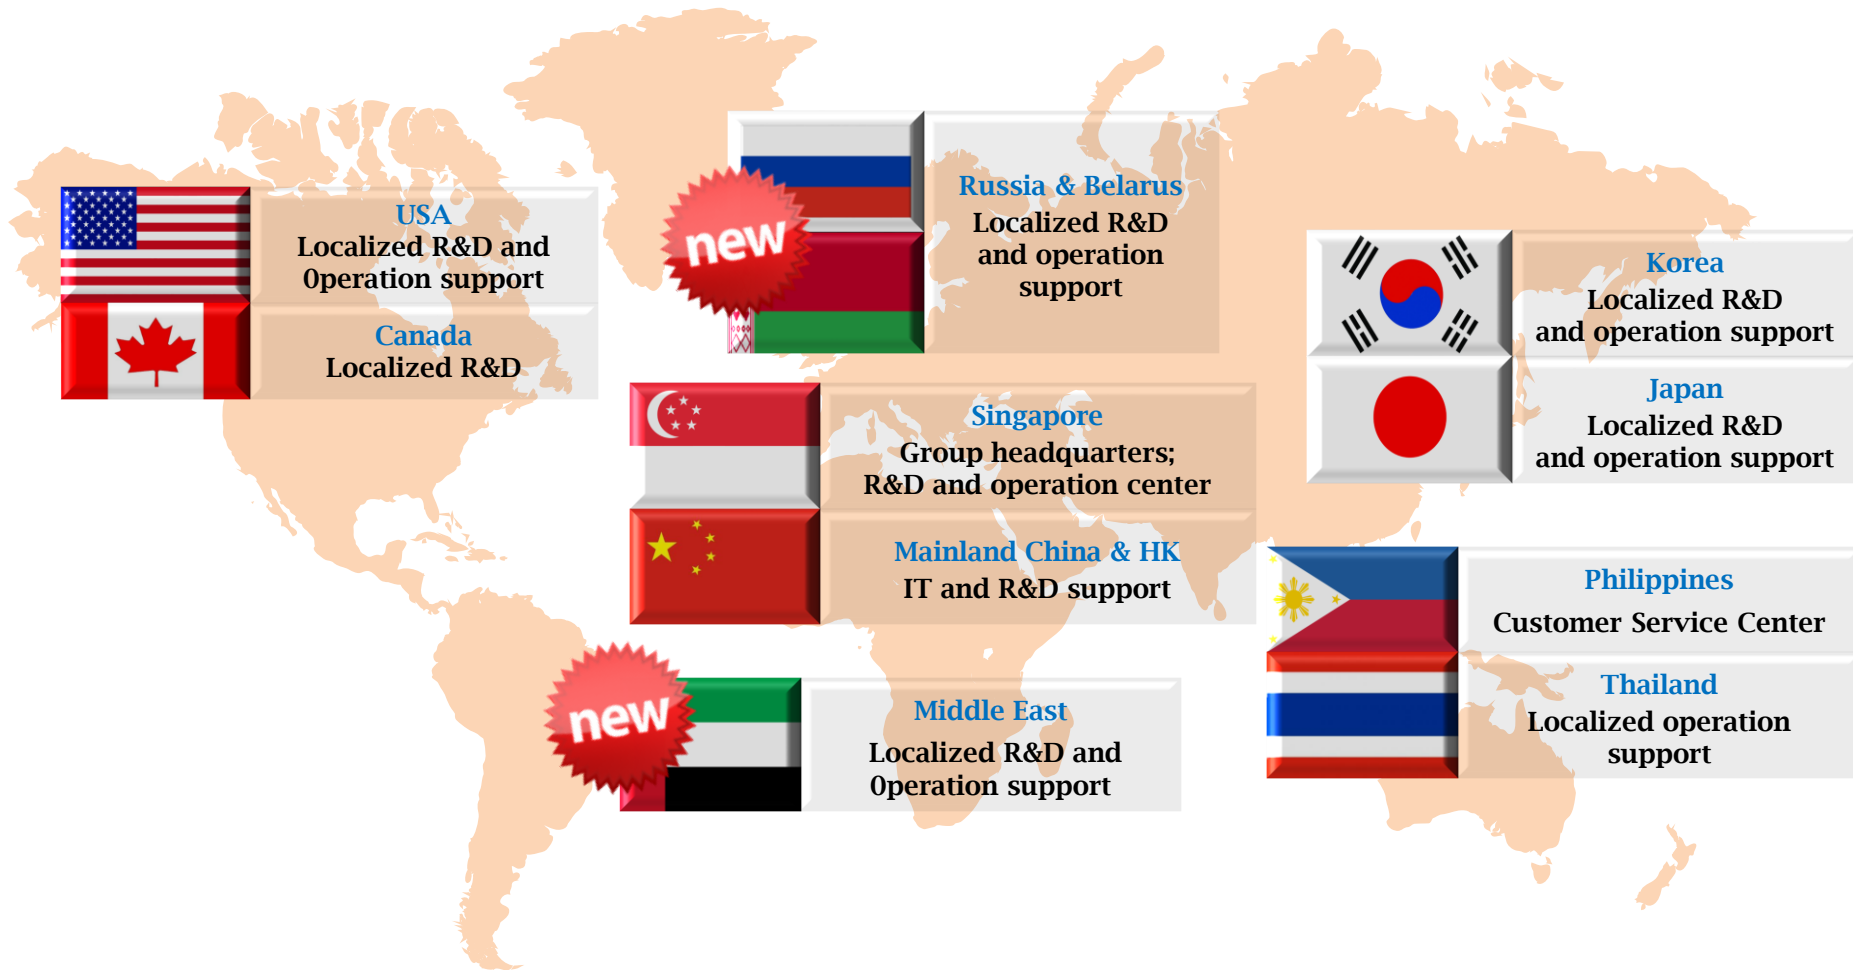 USA
Localized R&D and
0peration support
Canada
Localized R&D
new
Russia & Belarus
Localized R&D
and operation
support
Korea
Localized R&D
and operation support
Japan
Localized R&D
and operation support
Singapore
Group headquarters;
R&D and operation center
Mainland China & HK
IT and R&D support
Philippines
Customer Service Center
Thailand
Localized operation
support
new
Middle East
Localized R&D and
0peration support